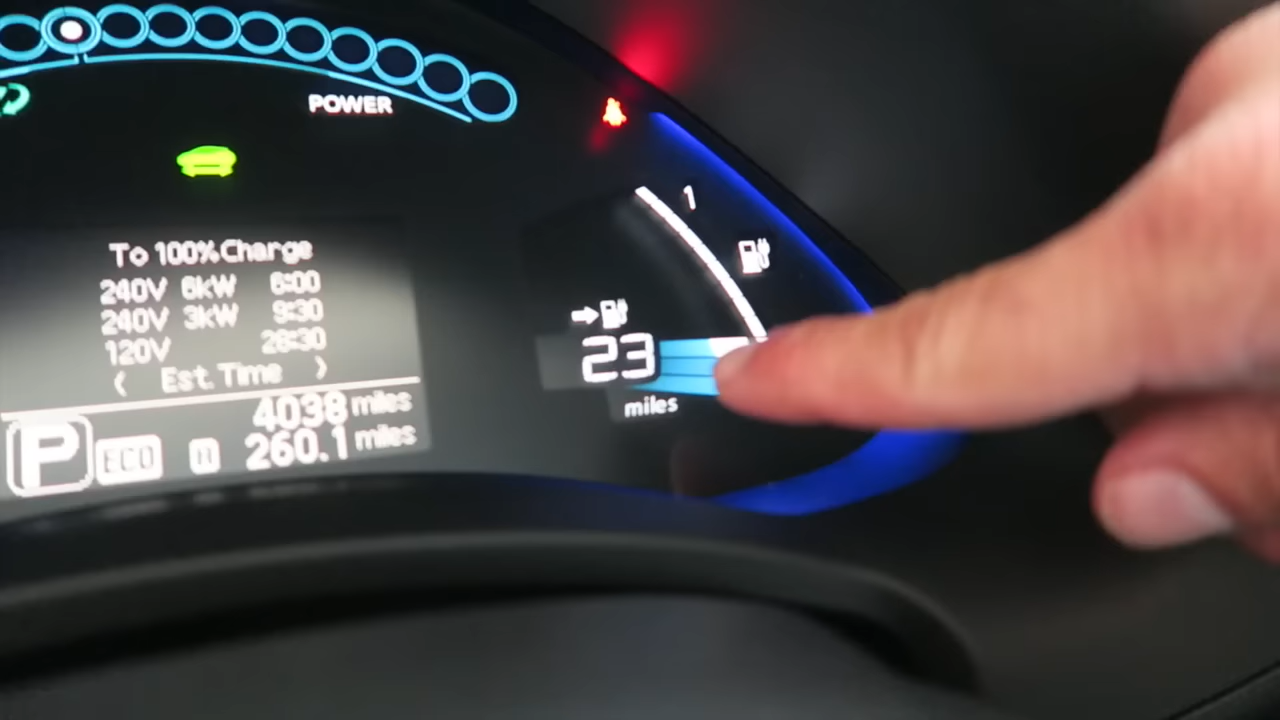 POWER
1
To 100% Charge
240V 6kW 6:00
240V 3kW 9:30
120V 26:30
Est. Time
23
miles
4038 miles
P ECO 260.1 miles